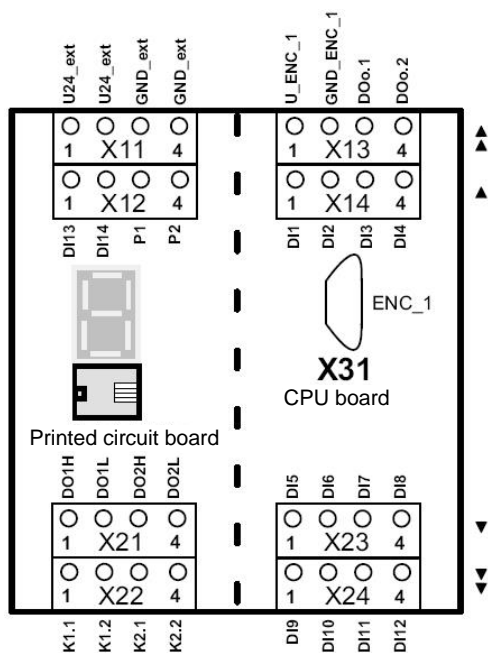 U24_ext U24_ext GND_ext GND_ext U_ENC_1 GND_ENC_1 DOo.1 DOo.2
1 X11 4 1 X13 4
1 X12 4 1 X14 4
DI13 DI14 P1 P2 DI1 DI2 DI3 DI4
ENC_1
X31
CPU board
Printed circuit board
DO1H DO1L DO2H DO2L DI5 DI6 DI7 DI8
1 X21 4 1 X23 4
1 X22 4 1 X24 4
K1.1 K1.2 K2.1 K2.2 DI9 DI10 DI11 DI12